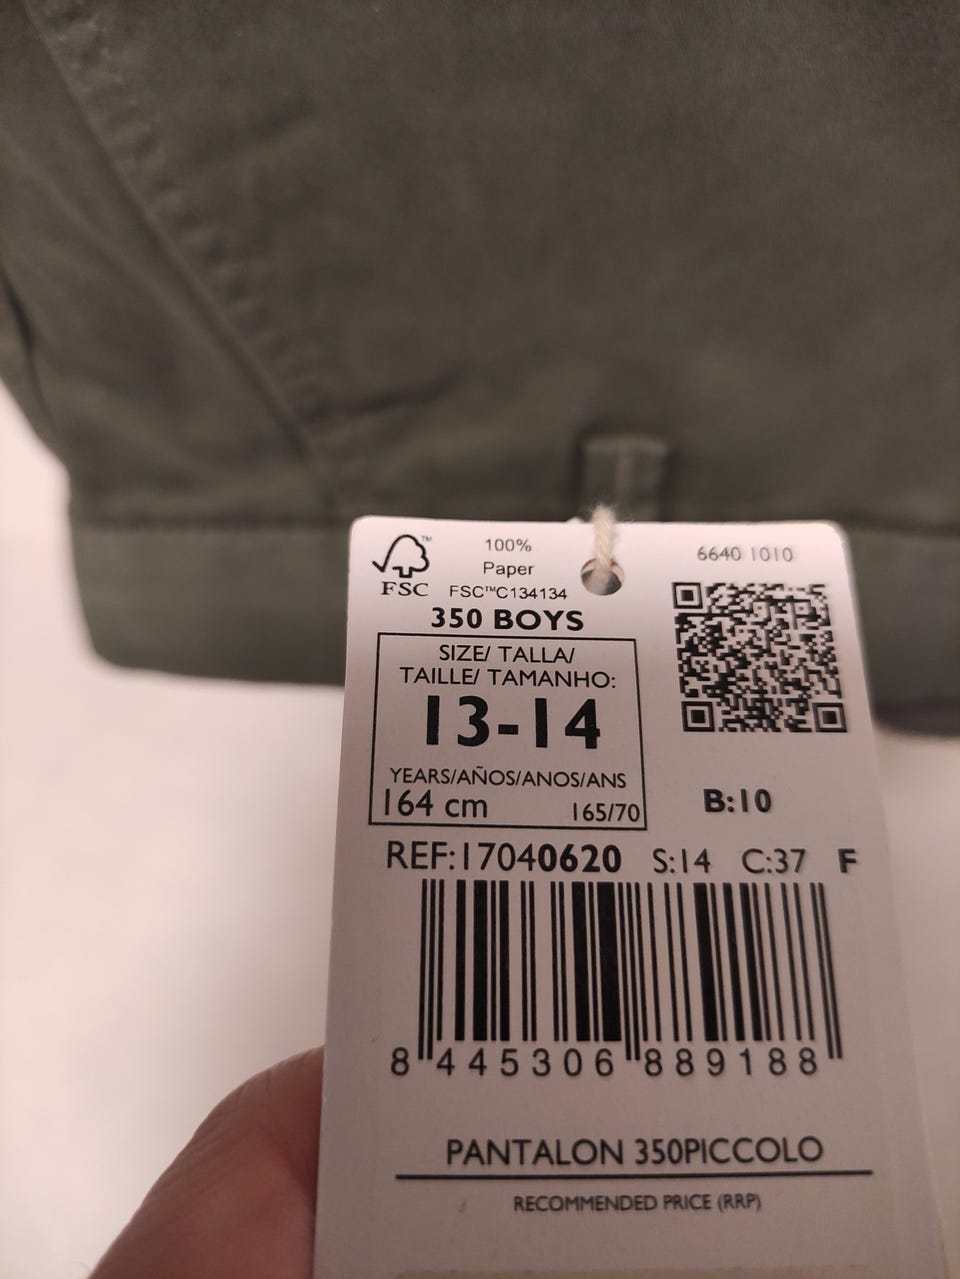 100%
Paper
FSC™C134134
FSC
6640 1010
350 BOYS
SIZE/ TALLA/
TAILLE/ TAMANHO:
13-14
YEARS/AÑOS/ANOS/ANS
164 cm 165/70
B:10
REF:17040620 S:14 C:37 F
8 445306 889188
PANTALON 350PICCOLO
RECOMMENDED PRICE (RRP)